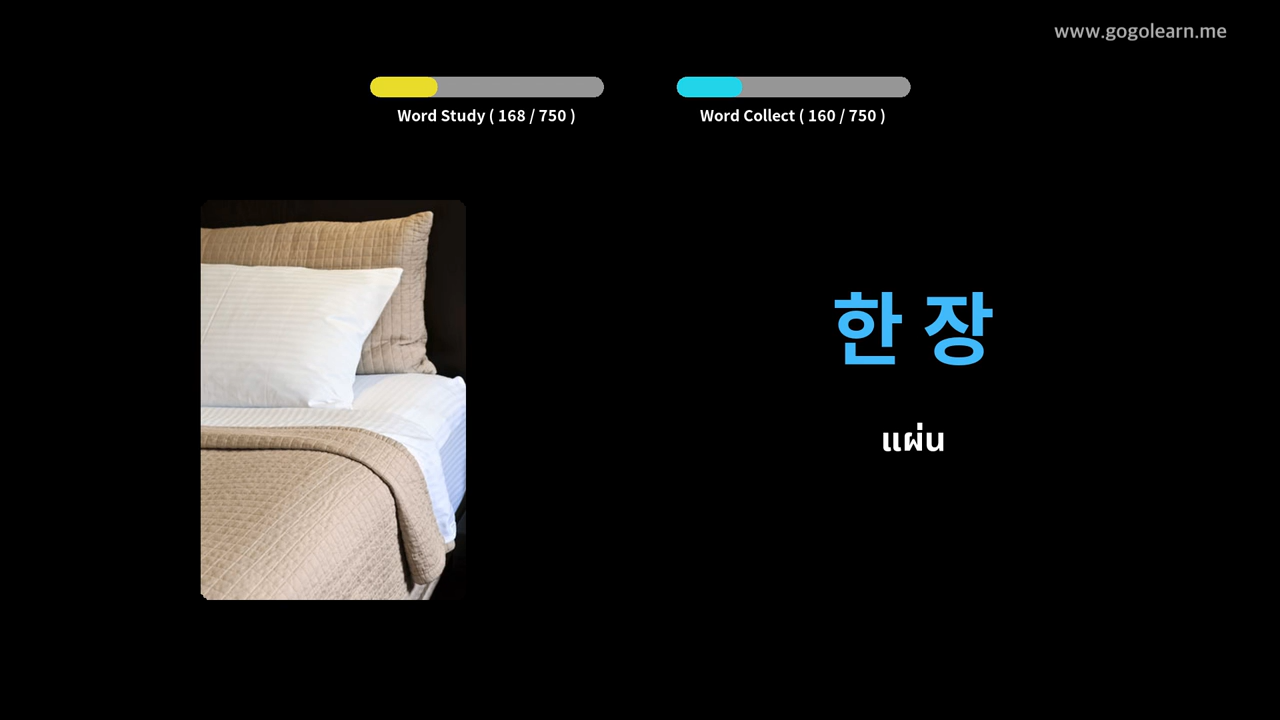 www.gogolearn.me
Word Study ( 168 / 750 )
Word Collect ( 160 / 750 )
한 장
แผ่น